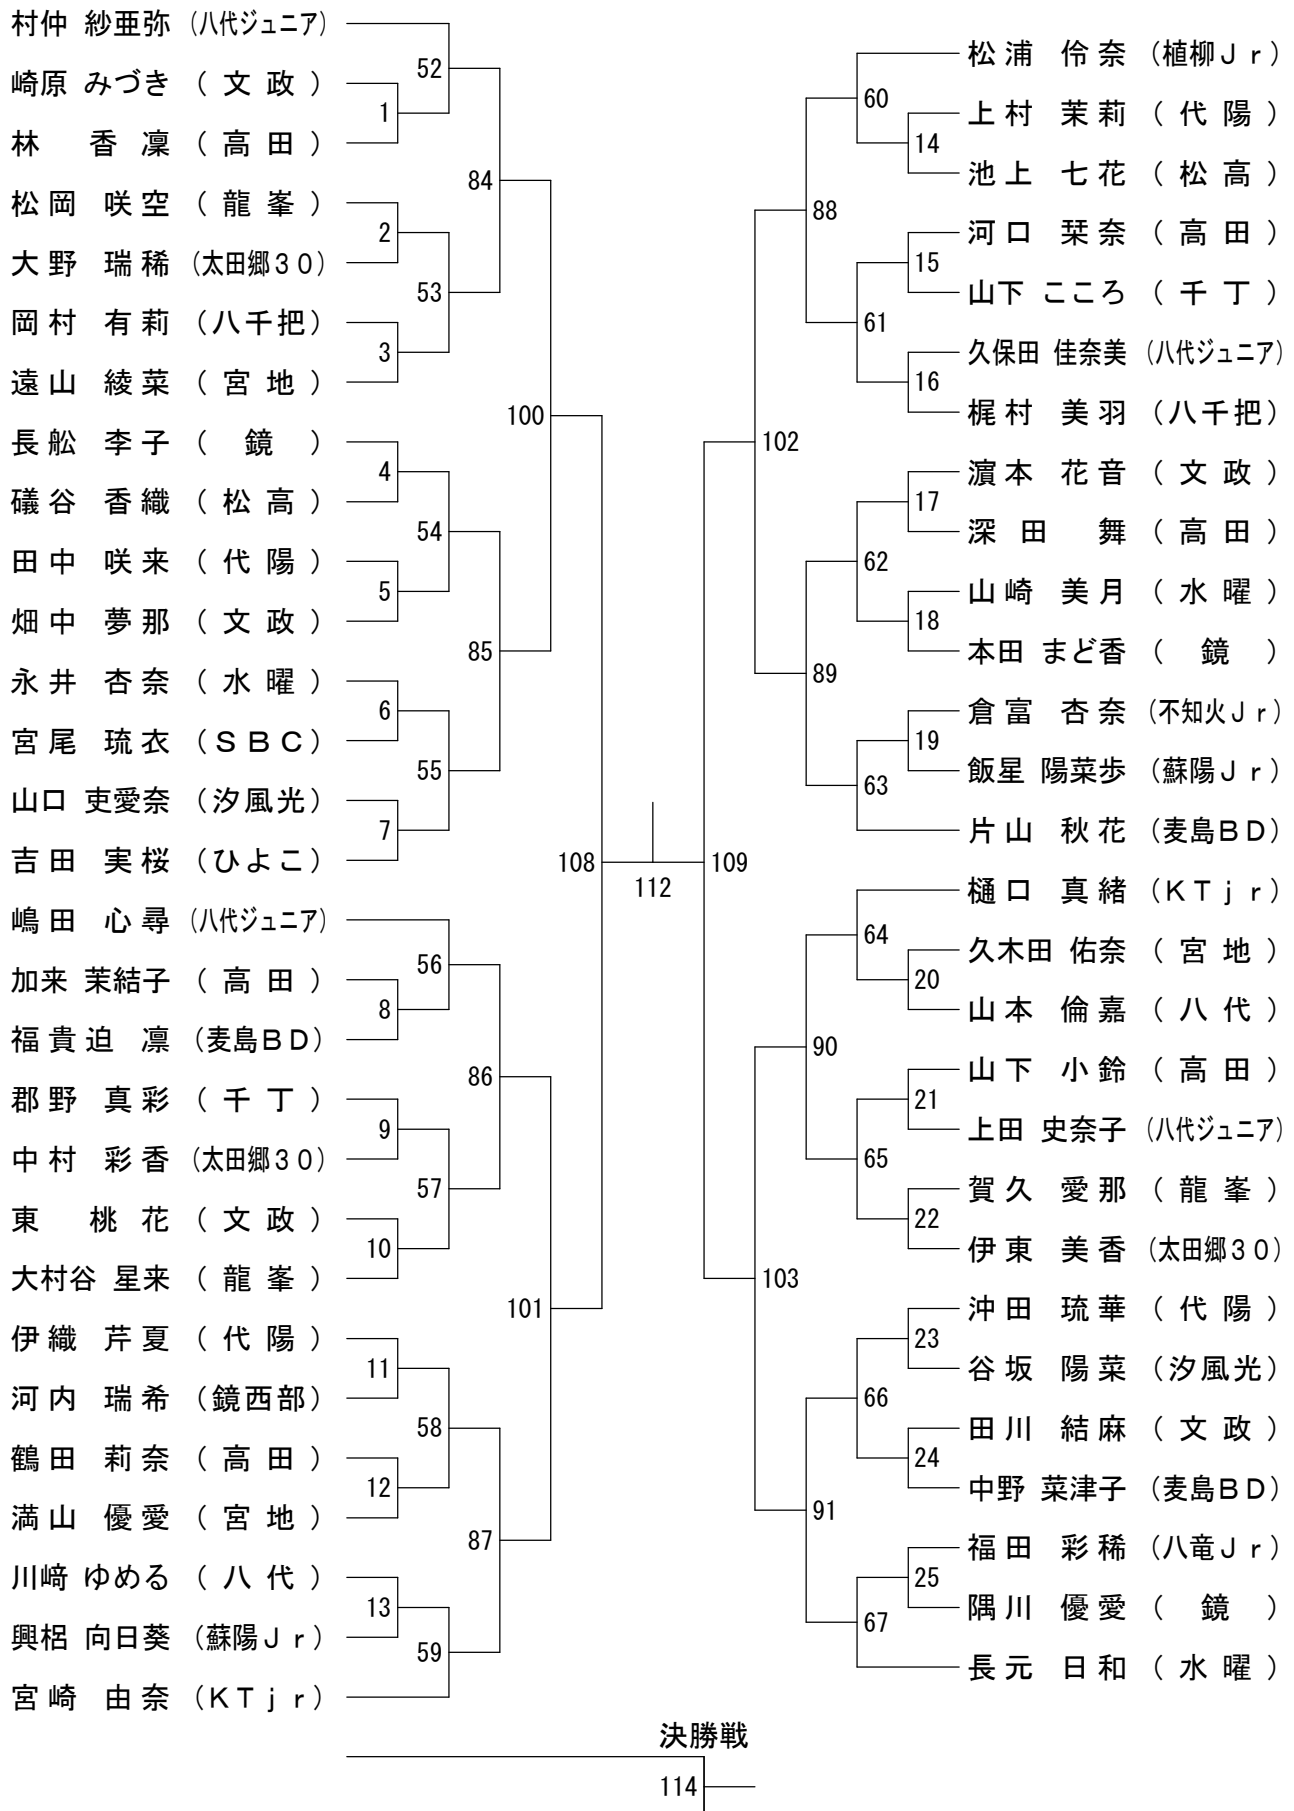 村仲 紗亜弥 (八代ジュニア)
崎原 みづき ( 文 政 )
林 香 凜 ( 高 田 )
松 岡 咲 空 ( 龍 峯 )
大 野 瑞 稀 (太田郷３０)
岡 村 有 莉 (八千把)
遠 山 綾 菜 ( 宮 地 )
長 舩 李 子 ( 鏡 )
礒 谷 香 織 ( 松 高 )
田 中 咲 来 ( 代 陽 )
畑 中 夢 那 ( 文 政 )
永 井 杏 奈 ( 水 曜 )
宮 尾 琉 衣 (ＳＢＣ)
山口 吏愛奈 (汐風光)
吉 田 実 桜 (ひよこ)
嶋 田 心 尋 (八代ジュニア)
加来 茉結子 ( 高 田 )
福 貴 迫 凛 (麦島ＢＤ)
郡 野 真 彩 ( 千 丁 )
中 村 彩 香 (太田郷３０)
東 桃 花 ( 文 政 )
大村谷 星来 ( 龍 峯 )
伊 織 芹 夏 ( 代 陽 )
河 内 瑞 希 (鏡西部)
鶴 田 莉 奈 ( 高 田 )
満 山 優 愛 ( 宮 地 )
川﨑 ゆめる ( 八 代 )
興梠 向日葵 (蘇陽Ｊｒ)
宮 崎 由 奈 (ＫＴｊｒ)
1
2
3
4
5
6
7
8
9
10
11
12
13
52
53
54
55
56
57
58
59
84
85
86
87
100
101
108
112
109
102
103
88
89
90
91
60
61
62
63
64
65
66
67
14
15
16
17
18
19
20
21
22
23
24
25
松 浦 伶 奈 (植柳Ｊｒ)
上 村 茉 莉 ( 代 陽 )
池 上 七 花 ( 松 高 )
河 口 栞 奈 ( 高 田 )
山下 こころ ( 千 丁 )
久保田 佳奈美 (八代ジュニア)
梶 村 美 羽 (八千把)
濵 本 花 音 ( 文 政 )
深 田 舞 ( 高 田 )
山 崎 美 月 ( 水 曜 )
本田 まど香 ( 鏡 )
倉 富 杏 奈 (不知火Ｊｒ)
飯星 陽菜歩 (蘇陽Ｊｒ)
片 山 秋 花 (麦島ＢＤ)
樋 口 真 緒 (ＫＴｊｒ)
久木田 佑奈 ( 宮 地 )
山 本 倫 嘉 ( 八 代 )
山 下 小 鈴 ( 高 田 )
上田 史奈子 (八代ジュニア)
賀 久 愛 那 ( 龍 峯 )
伊 東 美 香 (太田郷３０)
沖 田 琉 華 ( 代 陽 )
谷 坂 陽 菜 (汐風光)
田 川 結 麻 ( 文 政 )
中野 菜津子 (麦島ＢＤ)
福 田 彩 稀 (八竜Ｊｒ)
隅 川 優 愛 ( 鏡 )
長 元 日 和 ( 水 曜 )
決勝戦
114